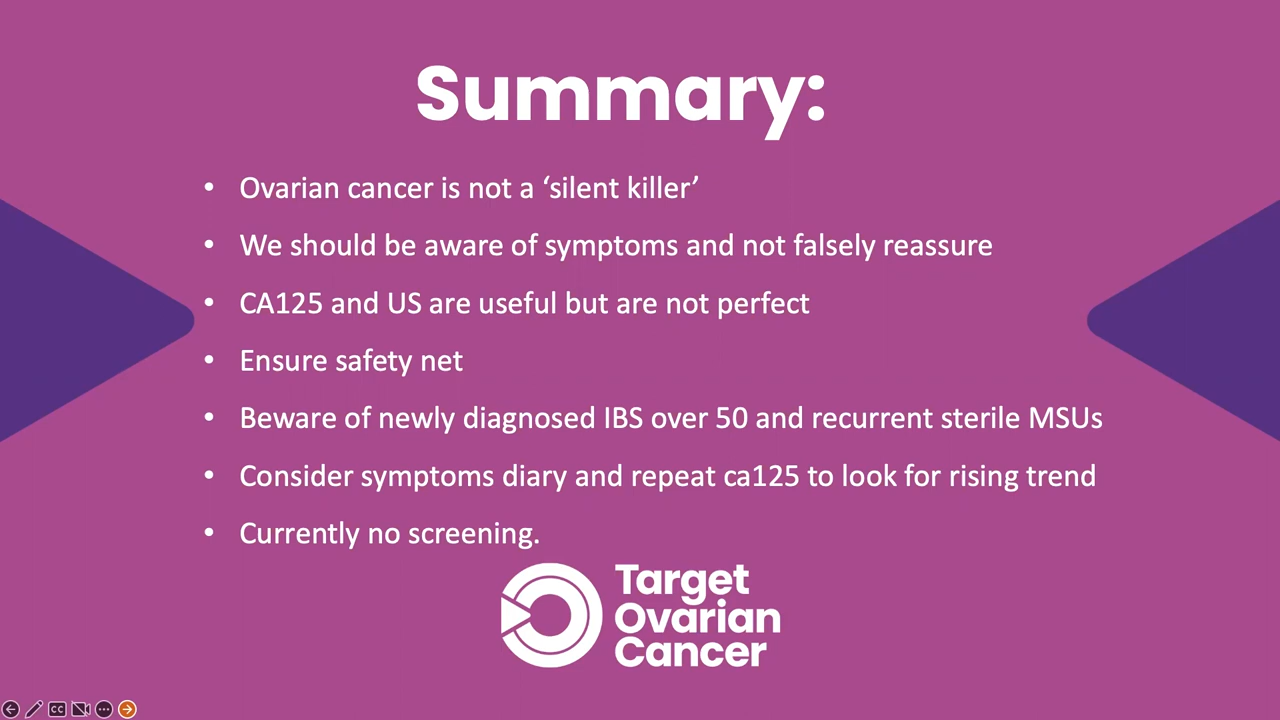 Summary:
• Ovarian cancer is not a ‘silent killer’
• We should be aware of symptoms and not falsely reassure
• CA125 and US are useful but are not perfect
• Ensure safety net
• Beware of newly diagnosed IBS over 50 and recurrent sterile MSUs
• Consider symptoms diary and repeat ca125 to look for rising trend
• Currently no screening.
Target
Ovarian
Cancer
CC